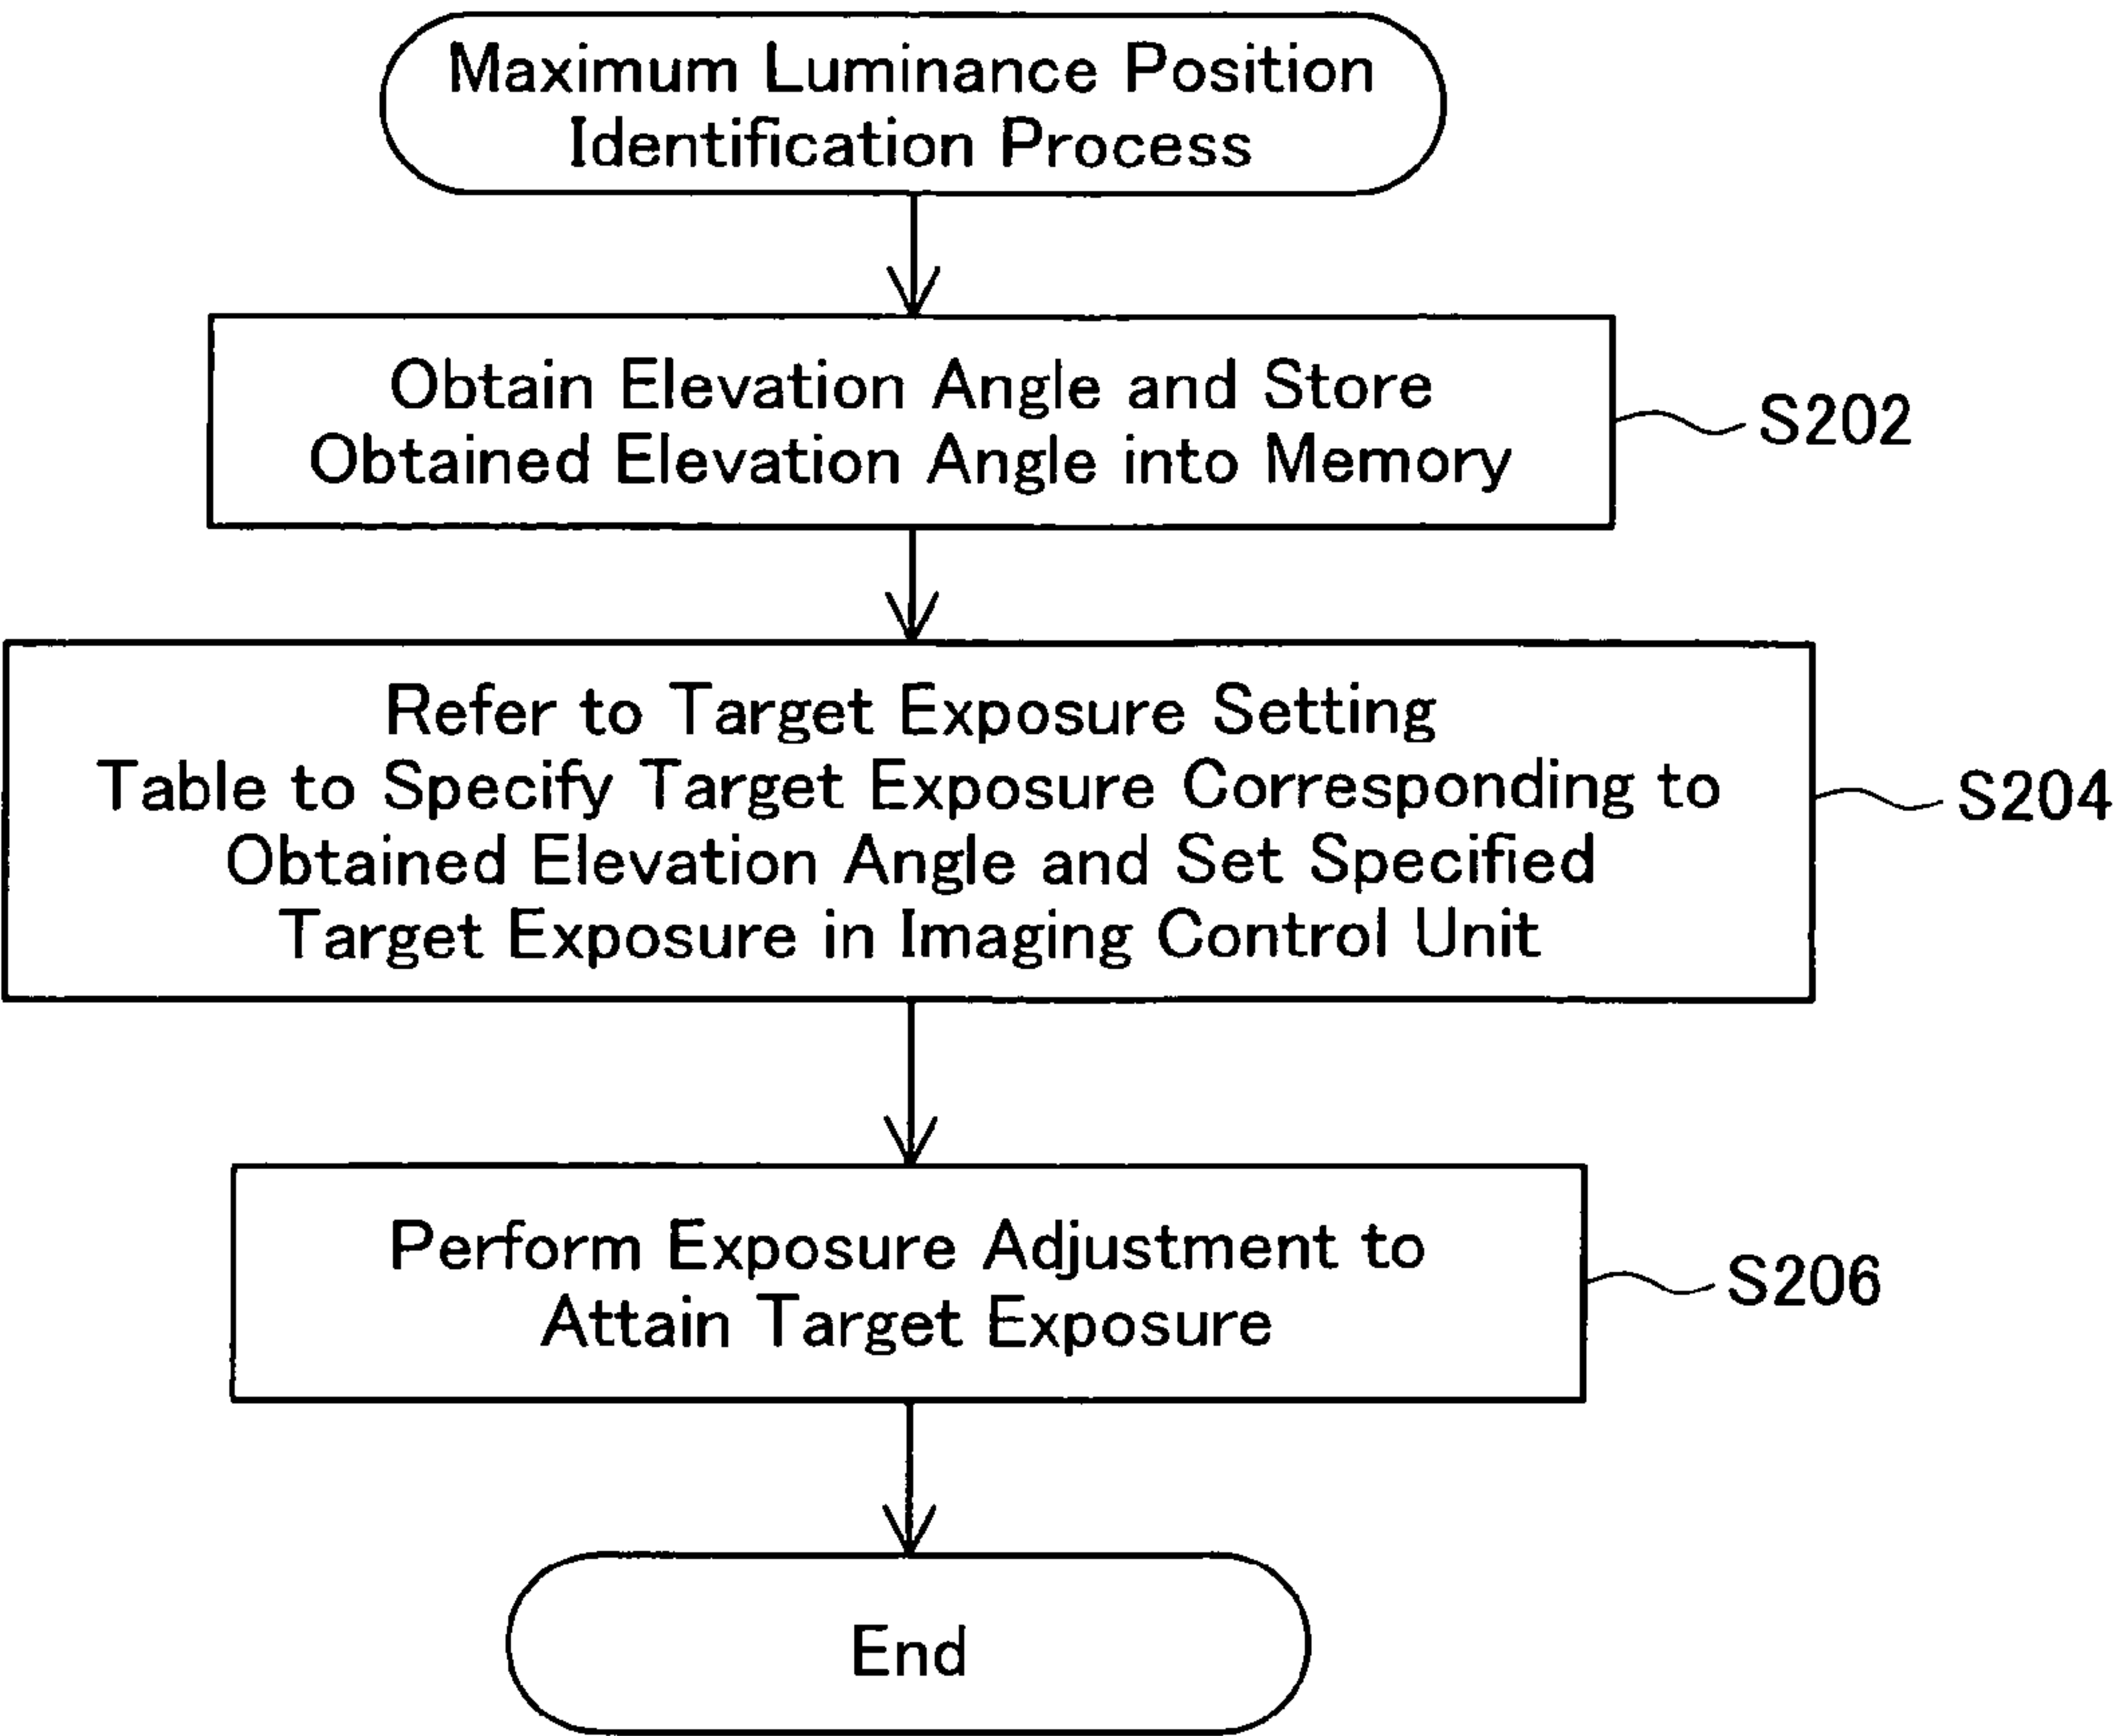 Maximum Luminance Position
Identification Process
Obtain Elevation Angle and Store
Obtained Elevation Angle into Memory
S202
Refer to Target Exposure Setting
Table to Specify Target Exposure Corresponding to
Obtained Elevation Angle and Set Specified
Target Exposure in Imaging Control Unit
S204
Perform Exposure Adjustment to
Attain Target Exposure
S206
End